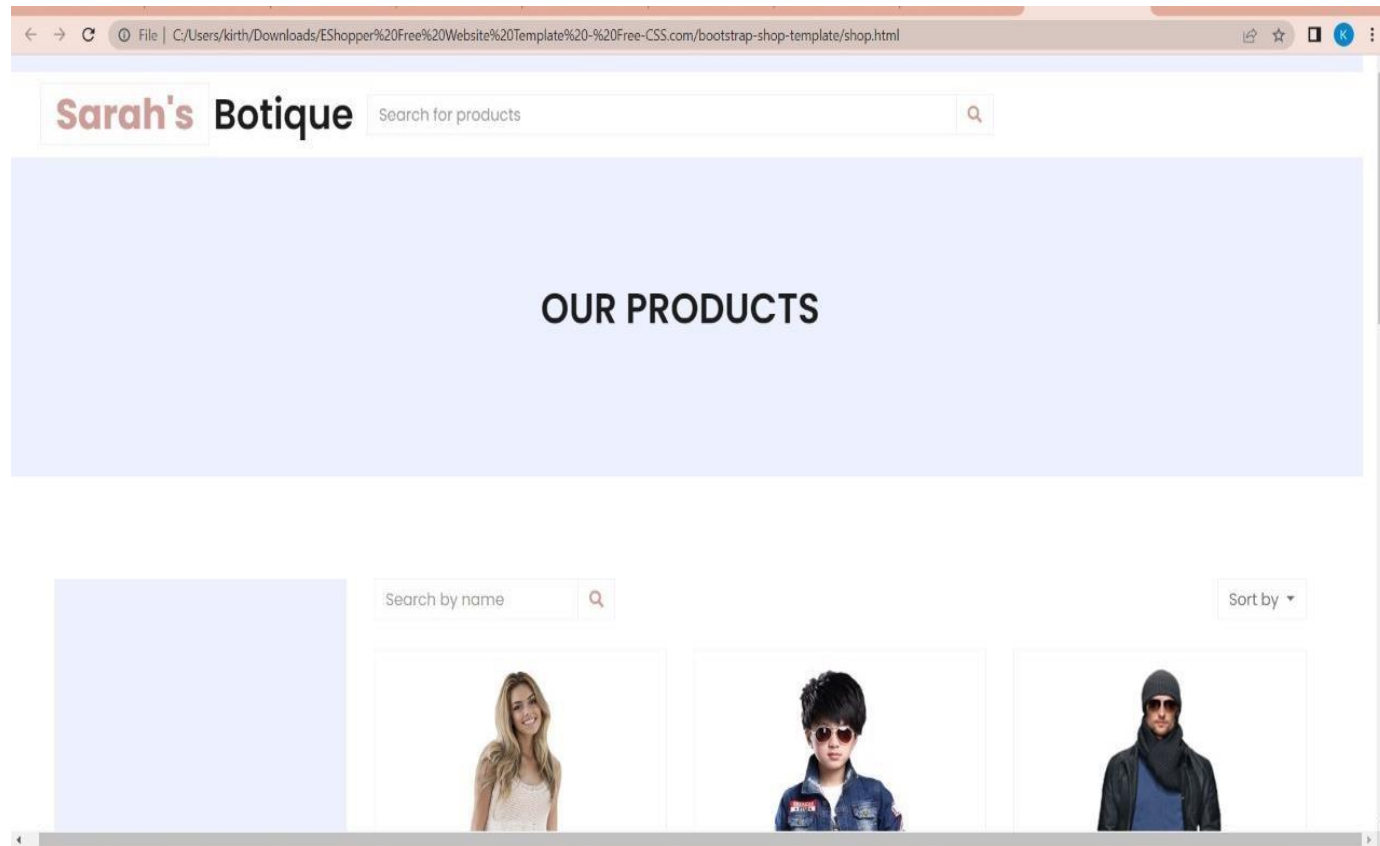 File | C:/Users/kirth/Downloads/EShopper%20Free%20Website%20Template%20-%20Free-CSS.com/bootstrap-shop-template/shop.html
K
Sarah's Botique
Search for products
OUR PRODUCTS
Search by name
Sort by